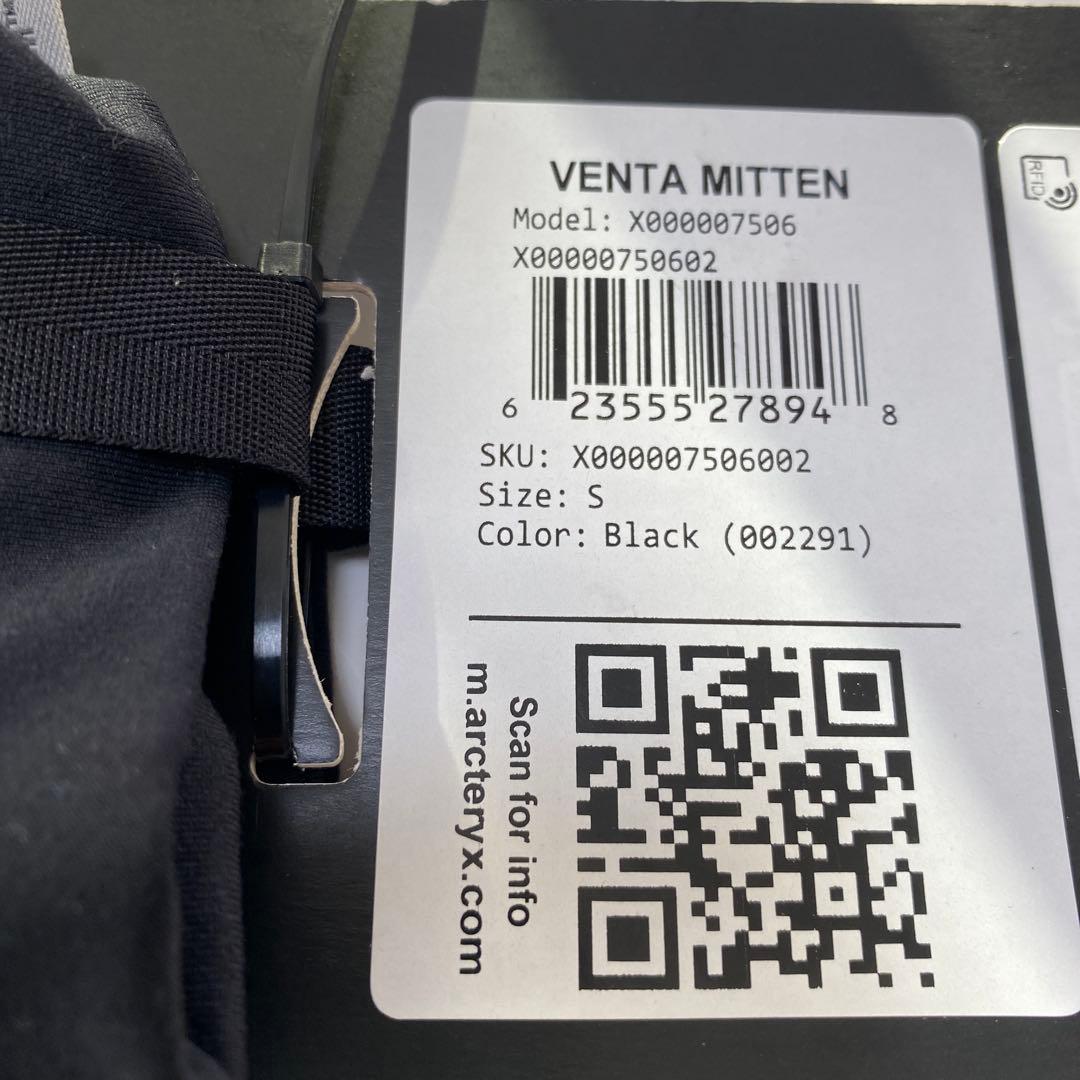 VENTA MITTEN
Model: X000007506
X00000750602
6 23555 27894 8
SKU: X000007506002
Size: S
Color: Black (002291)
Scan for info
m.arcteryx.com
RFID